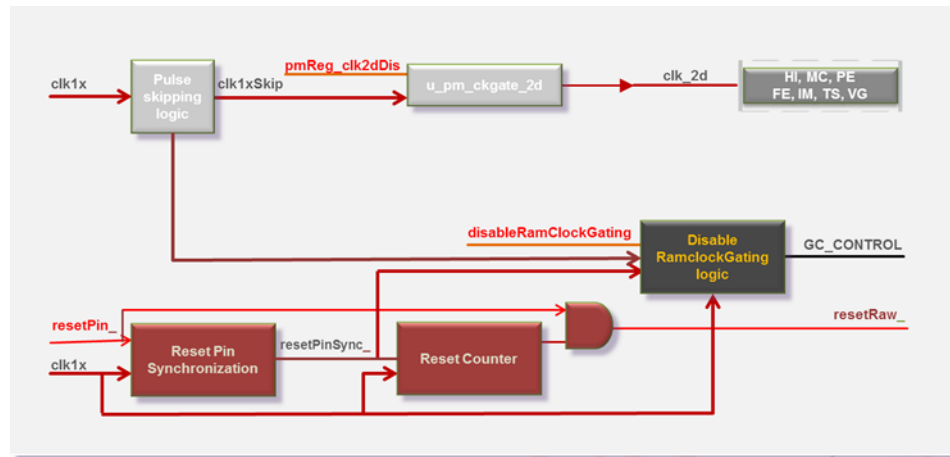 clk1x
Pulse
skipping
logic
clk1xSkip
pmReg_clk2dDis
u_pm_ckgate_2d
clk_2d
HI, MC, PE
FE, IM, TS, VG
disableRamClockGating
Disable
RamclockGating
logic
GC_CONTROL
resetPin_
clk1x
Reset Pin
Synchronization
resetPinSync_
Reset Counter
resetRaw_